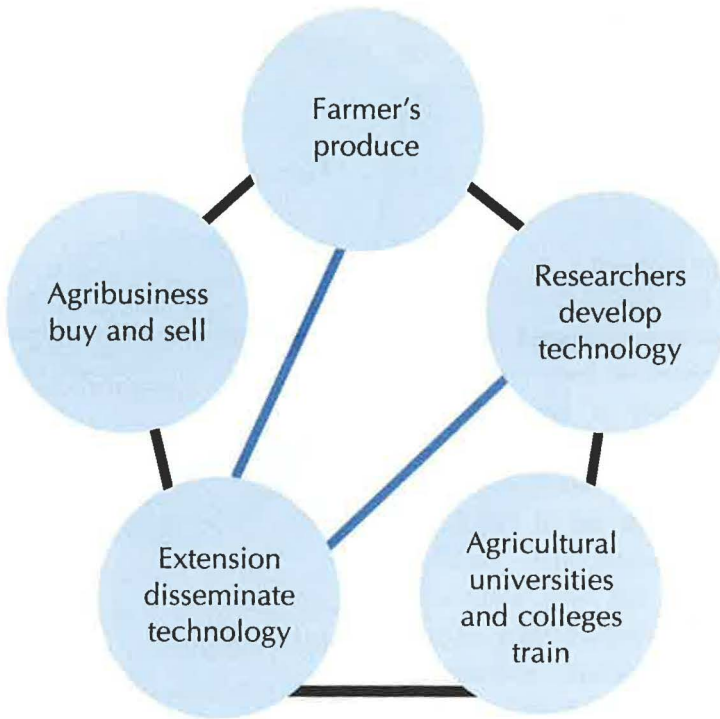 Farmer's
produce
Agribusiness
buy and sell
Researchers
develop
technology
Extension
disseminate
technology
Agricultural
universities
and colleges
train